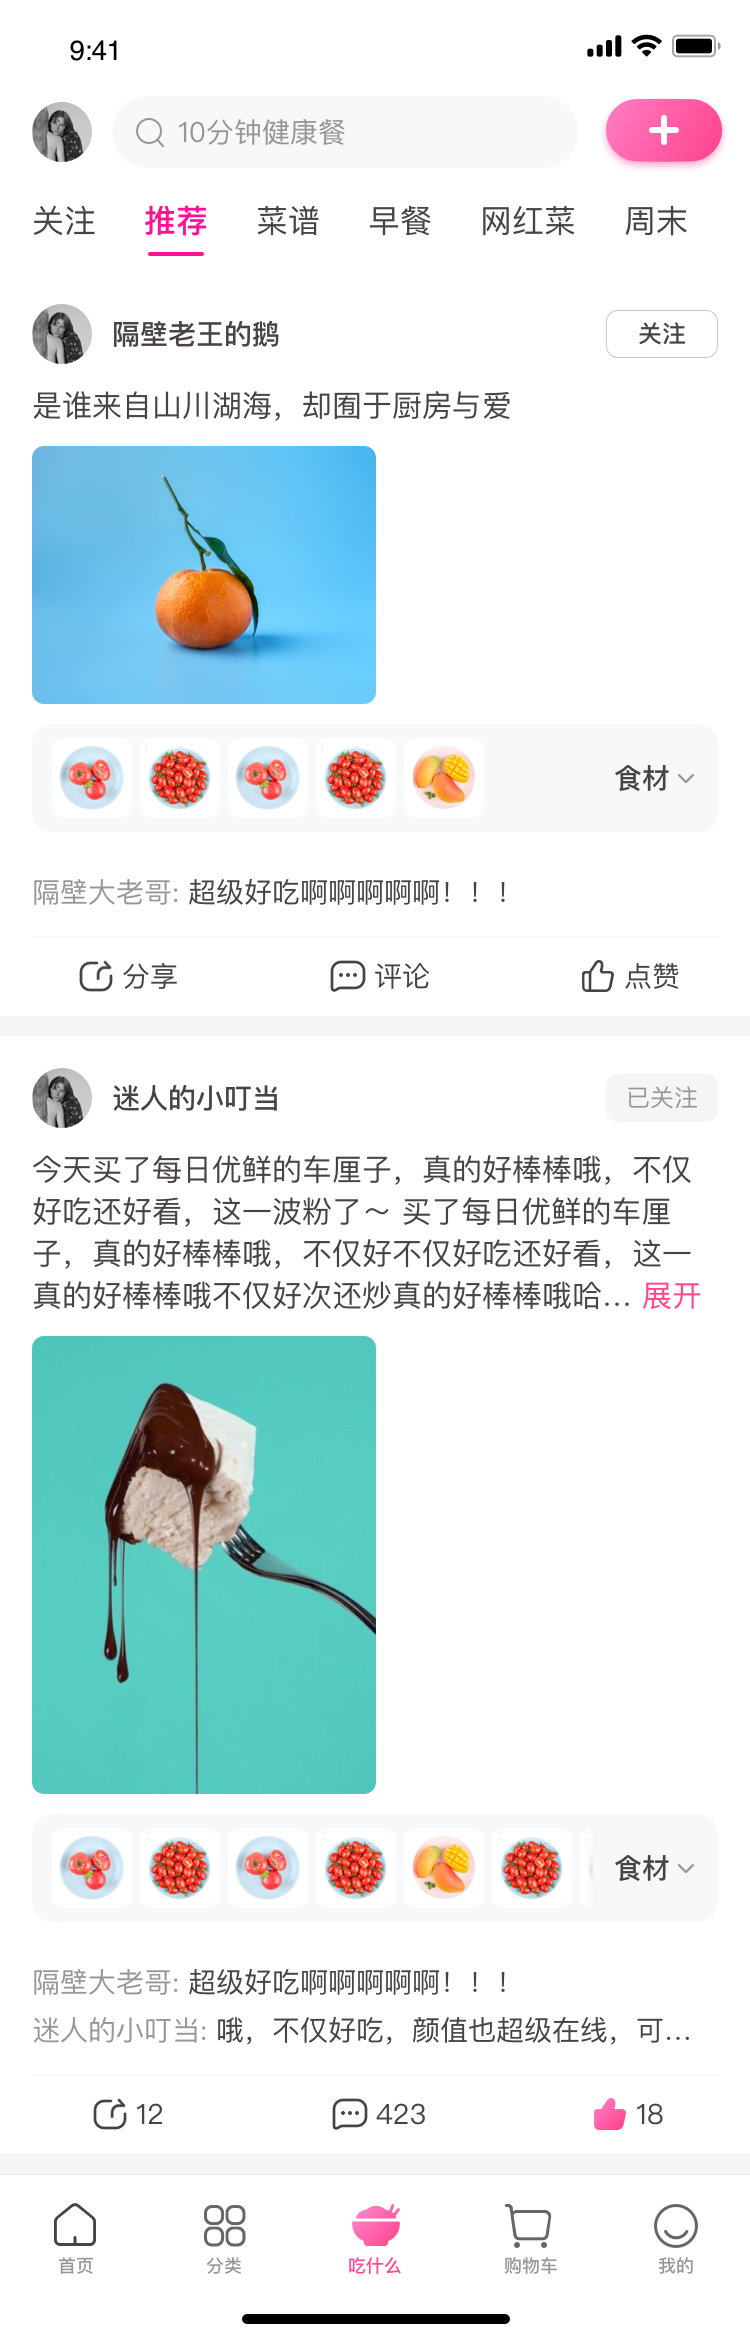 9:41
10分钟健康餐
关注 推荐 菜谱 早餐 网红菜 周末
隔壁老王的鹅 关注
是谁来自山川湖海，却囿于厨房与爱
食材
隔壁大老哥: 超级好吃啊啊啊啊啊！！！
分享 评论 点赞
迷人的小叮当 已关注
今天买了每日优鲜的车厘子，真的好棒棒哦，不仅
好吃还好看，这一波粉了～ 买了每日优鲜的车厘
子，真的好棒棒哦，不仅好不仅好吃还好看，这一
真的好棒棒哦不仅好次还炒真的好棒棒哦哈... 展开
食材
隔壁大老哥: 超级好吃啊啊啊啊啊！！！
迷人的小叮当: 哦，不仅好吃，颜值也超级在线，可...
12 423 18
首页 分类 吃什么 购物车 我的